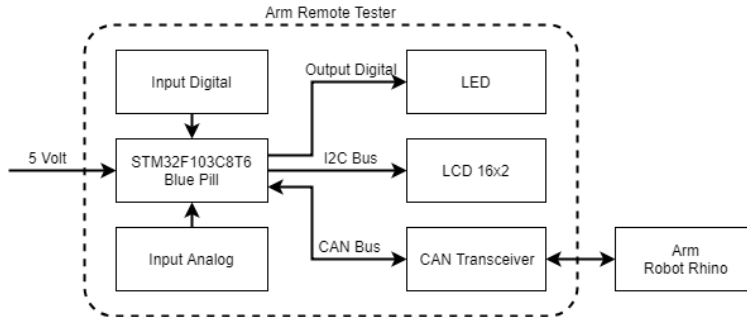 Arm Remote Tester
Input Digital
Output Digital
LED
5 Volt
STM32F103C8T6
Blue Pill
I2C Bus
LCD 16x2
Input Analog
CAN Bus
CAN Transceiver
Arm
Robot Rhino